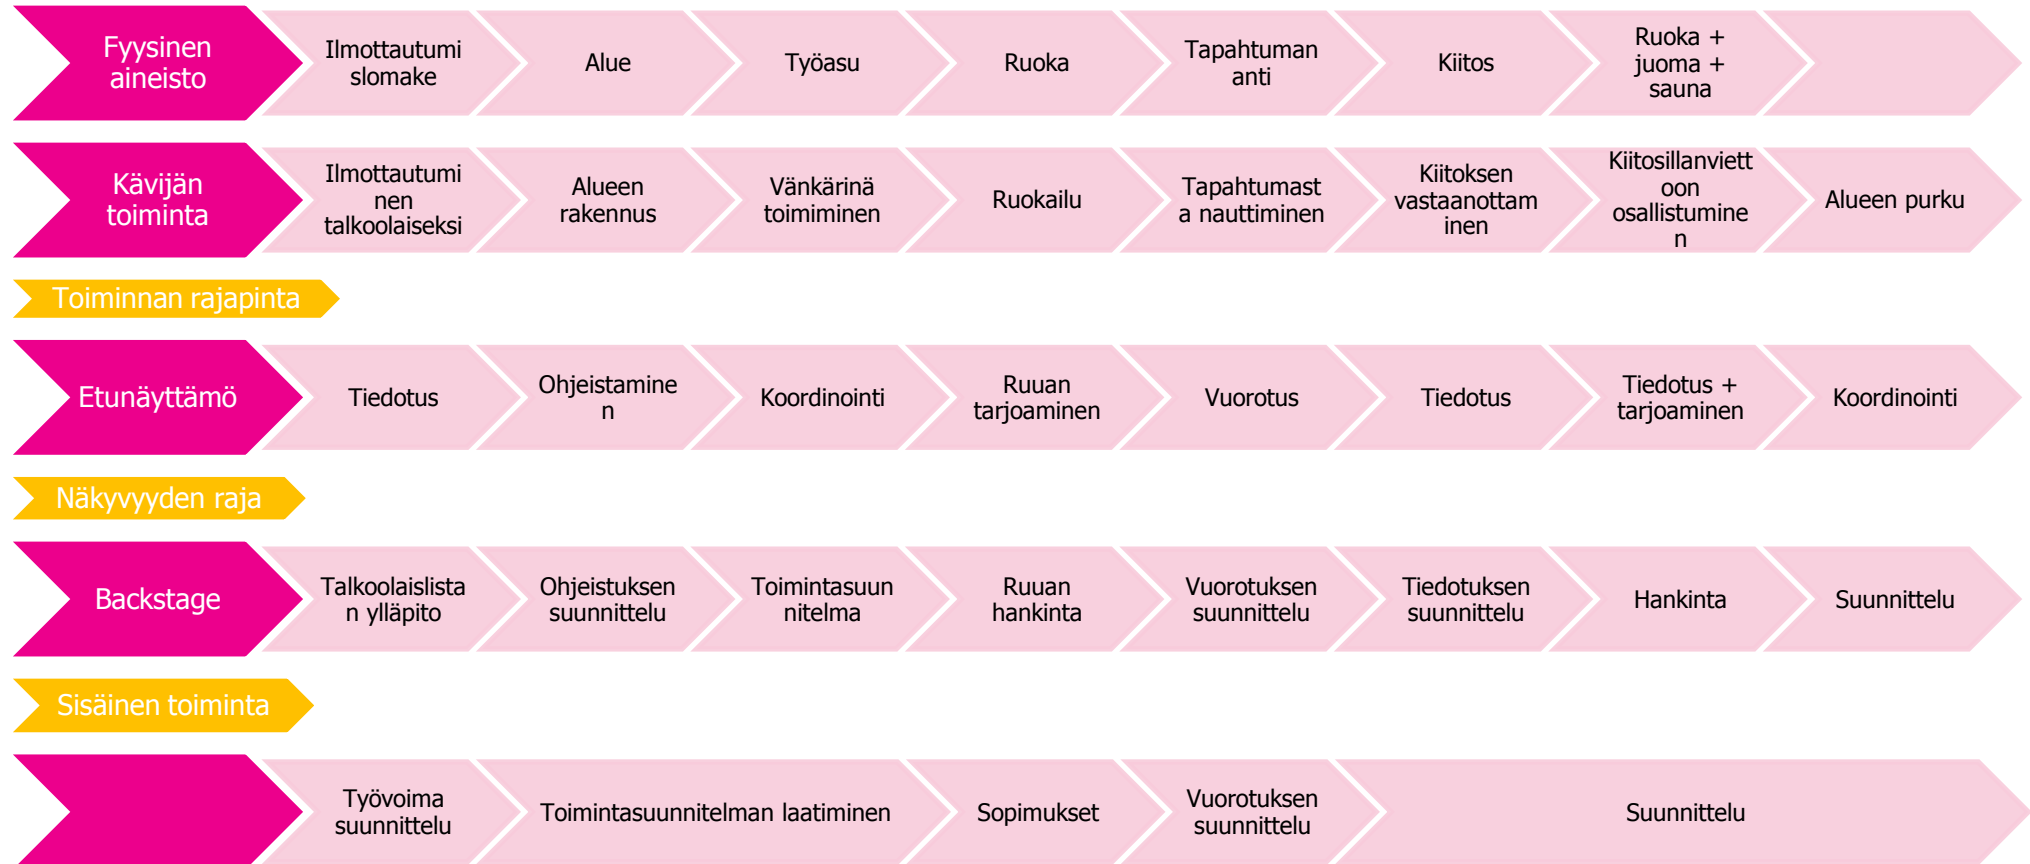 Fyysinen
aineisto
Ilmottautumi
slomake
Alue
Työasu
Ruoka
Tapahtuman
anti
Kiitos
Ruoka +
juoma +
sauna
Kävijän
toiminta
Ilmottautumi
nen
talkoolaiseksi
Alueen
rakennus
Vänkärinä
toimiminen
Ruokailu
Tapahtumast
a nauttiminen
Kiitoksen
vastaanottam
inen
Kiitosillanviett
oon
osallistumine
n
Alueen purku
Toiminnan rajapinta
Etunäyttämö
Tiedotus
Ohjeistamine
n
Koordinointi
Ruuan
tarjoaminen
Vuorotus
Tiedotus
Tiedotus +
tarjoaminen
Koordinointi
Näkyvyyden raja
Backstage
Talkoolaislista
n ylläpito
Ohjeistuksen
suunnittelu
Toimintasuun
nitelma
Ruuan
hankinta
Vuorotuksen
suunnittelu
Tiedotuksen
suunnittelu
Hankinta
Suunnittelu
Sisäinen toiminta
Työvoima
suunnittelu
Toimintasuunnitelman laatiminen
Sopimukset
Vuorotuksen
suunnittelu
Suunnittelu